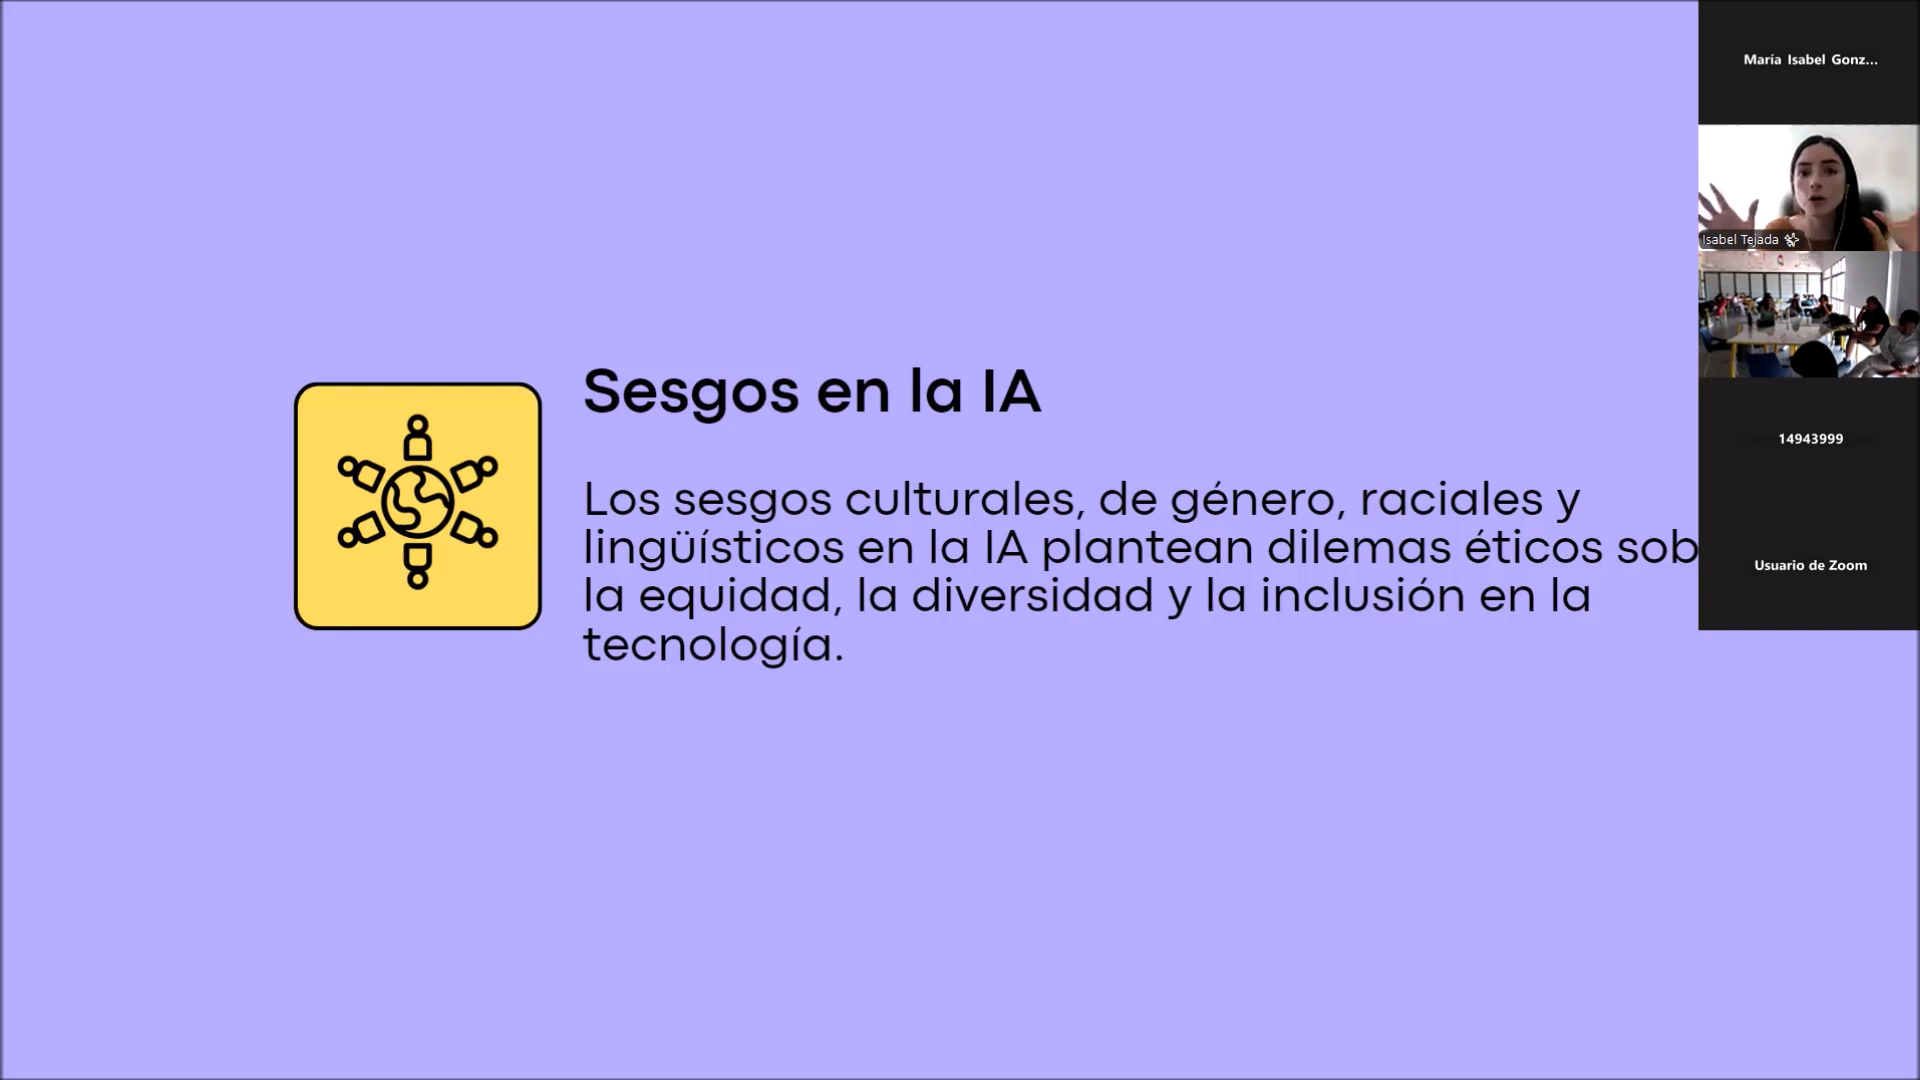 Sesgos en la IA
Los sesgos culturales, de género, raciales y
lingüísticos en la IA plantean dilemas éticos sob
la equidad, la diversidad y la inclusión en la
tecnología.
María Isabel Gonz...
Isabel Tejada
14943999
Usuario de Zoom